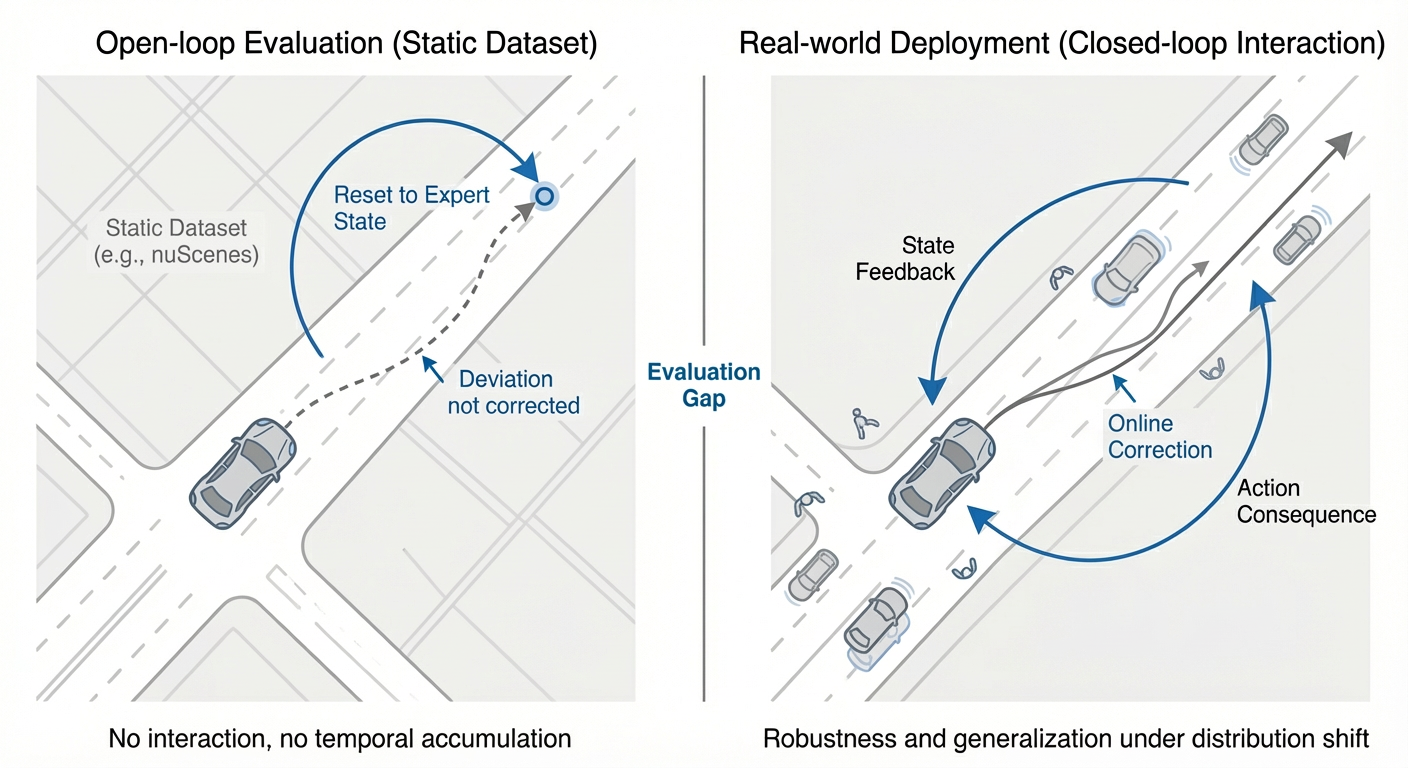 Open-loop Evaluation (Static Dataset)
Reset to Expert
State
Static Dataset
(e.g., nuScenes)
Deviation
not corrected
No interaction, no temporal accumulation
Evaluation
Gap
Real-world Deployment (Closed-loop Interaction)
State
Feedback
Online
Correction
Action
Consequence
Robustness and generalization under distribution shift